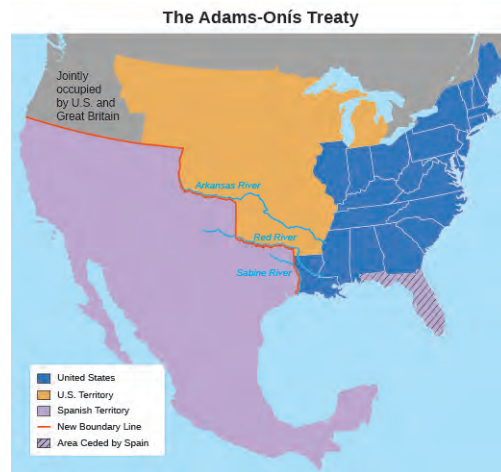 The Adams-Onís Treaty
Jointly
occupied
by U.S. and
Great Britain
Arkansas River
Red River
Sabine River
United States
U.S. Territory
Spanish Territory
New Boundary Line
Area Ceded by Spain